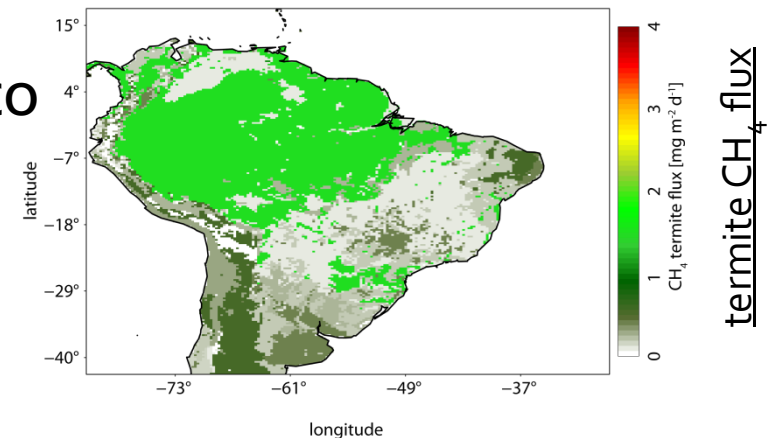 to
15°
4°
−7°
−18°
−29°
−40°
latitude
−73° −61° −49° −37°
longitude
4
3
2
1
0
CH₄ termite flux [mg m⁻² d⁻¹]
termite CH₄ flux